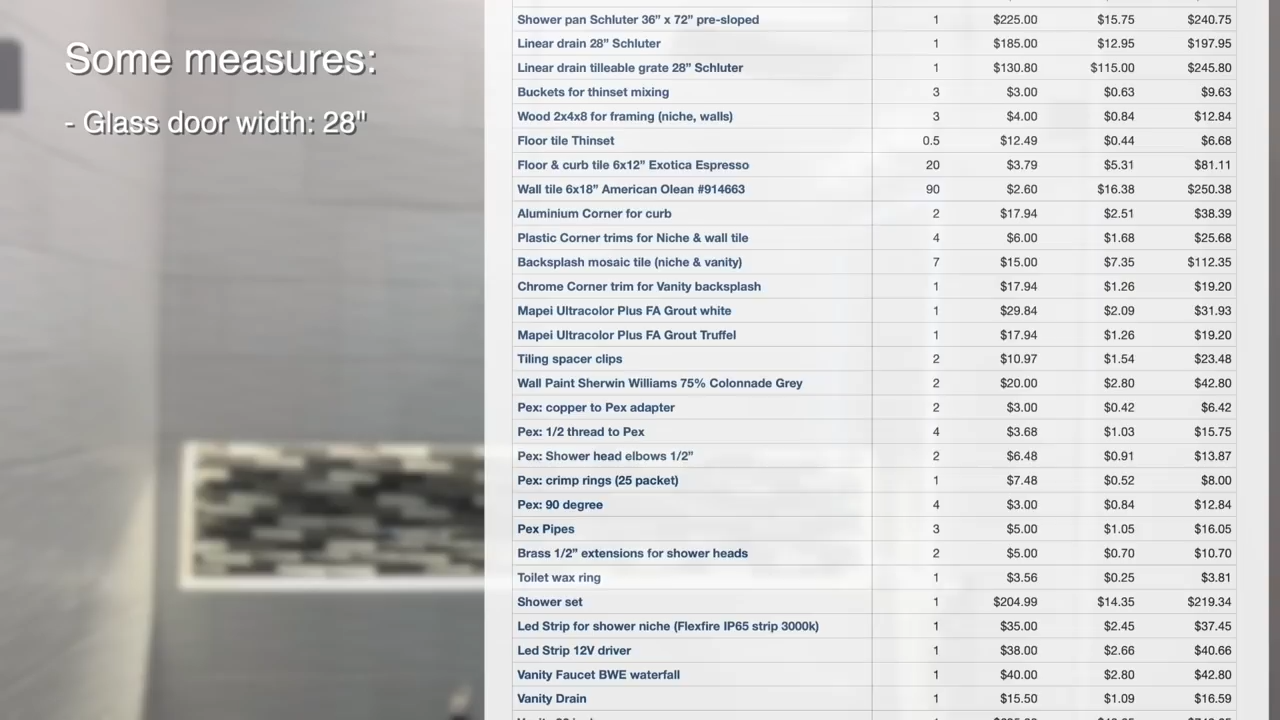 Some measures:
- Glass door width: 28"
Shower pan Schluter 36” x 72” pre-sloped 1 $225.00 $15.75 $240.75
Linear drain 28” Schluter 1 $185.00 $12.95 $197.95
Linear drain tilleable grate 28” Schluter 1 $130.80 $115.00 $245.80
Buckets for thinset mixing 3 $3.00 $0.63 $9.63
Wood 2x4x8 for framing (niche, walls) 3 $4.00 $0.84 $12.84
Floor tile Thinset 0.5 $12.49 $0.44 $6.68
Floor & curb tile 6x12” Exotica Espresso 20 $3.79 $5.31 $81.11
Wall tile 6x18” American Olean #914663 90 $2.60 $16.38 $250.38
Aluminium Corner for curb 2 $17.94 $2.51 $38.39
Plastic Corner trims for Niche & wall tile 4 $6.00 $1.68 $25.68
Backsplash mosaic tile (niche & vanity) 7 $15.00 $7.35 $112.35
Chrome Corner trim for Vanity backsplash 1 $17.94 $1.26 $19.20
Mapei Ultracolor Plus FA Grout white 1 $29.84 $2.09 $31.93
Mapei Ultracolor Plus FA Grout Truffel 1 $17.94 $1.26 $19.20
Tiling spacer clips 2 $10.97 $1.54 $23.48
Wall Paint Sherwin Williams 75% Colonnade Grey 2 $20.00 $2.80 $42.80
Pex: copper to Pex adapter 2 $3.00 $0.42 $6.42
Pex: 1/2 thread to Pex 4 $3.68 $1.03 $15.75
Pex: Shower head elbows 1/2” 2 $6.48 $0.91 $13.87
Pex: crimp rings (25 packet) 1 $7.48 $0.52 $8.00
Pex: 90 degree 4 $3.00 $0.84 $12.84
Pex Pipes 3 $5.00 $1.05 $16.05
Brass 1/2” extensions for shower heads 2 $5.00 $0.70 $10.70
Toilet wax ring 1 $3.56 $0.25 $3.81
Shower set 1 $204.99 $14.35 $219.34
Led Strip for shower niche (Flexfire IP65 strip 3000k) 1 $35.00 $2.45 $37.45
Led Strip 12V driver 1 $38.00 $2.66 $40.66
Vanity Faucet BWE waterfall 1 $40.00 $2.80 $42.80
Vanity Drain 1 $15.50 $1.09 $16.59